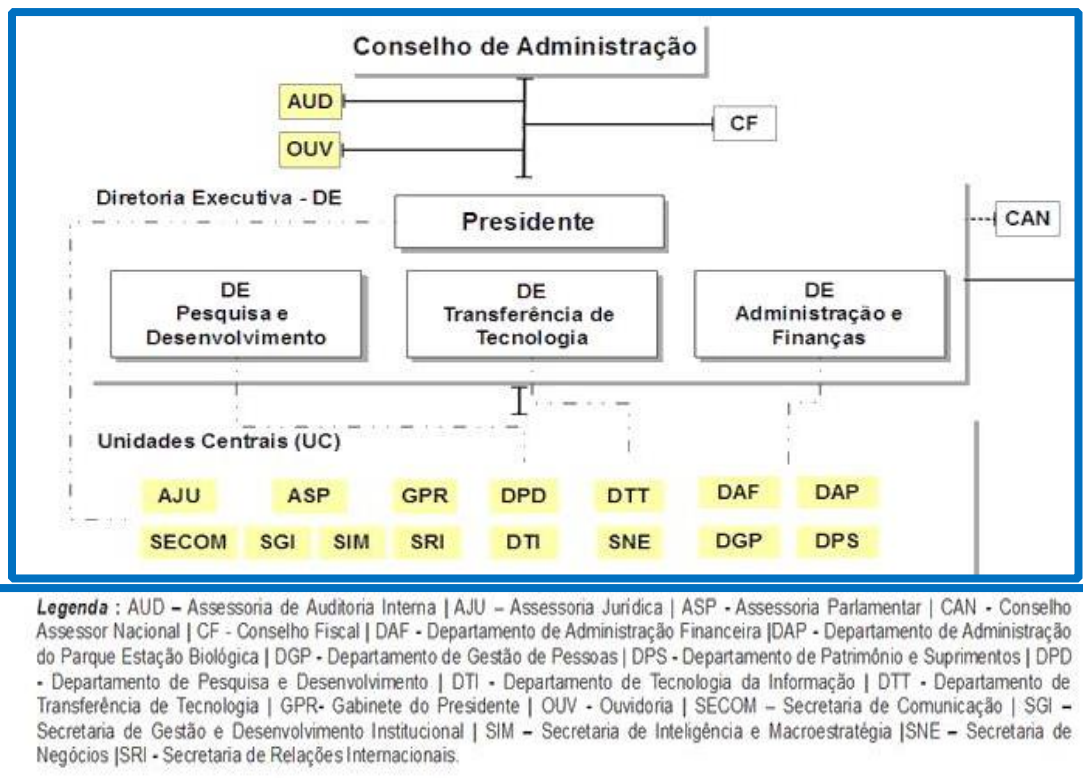 Conselho de Administração
AUD
CF
OUV
Diretoria Executiva - DE
Presidente
CAN
DE
Pesquisa e
Desenvolvimento
DE
Transferência de
Tecnologia
DE
Administração e
Finanças
Unidades Centrais (UC)
AJU ASP GPR DPD DTT DAF DAP
SECOM SGI SIM SRI DTI SNE DGP DPS
Legenda : AUD – Assessoria de Auditoria Interna | AJU – Assessoria Jurídica | ASP - Assessoria Parlamentar | CAN - Conselho
Assessor Nacional | CF - Conselho Fiscal | DAF - Departamento de Administração Financeira |DAP - Departamento de Administração
do Parque Estação Biológica | DGP - Departamento de Gestão de Pessoas | DPS - Departamento de Patrimônio e Suprimentos | DPD
- Departamento de Pesquisa e Desenvolvimento | DTI - Departamento de Tecnologia da Informação | DTT - Departamento de
Transferência de Tecnologia | GPR- Gabinete do Presidente | OUV - Ouvidoria | SECOM – Secretaria de Comunicação | SGI –
Secretaria de Gestão e Desenvolvimento Institucional | SIM – Secretaria de Inteligência e Macroestratégia |SNE – Secretaria de
Negócios |SRI - Secretaria de Relações Internacionais.